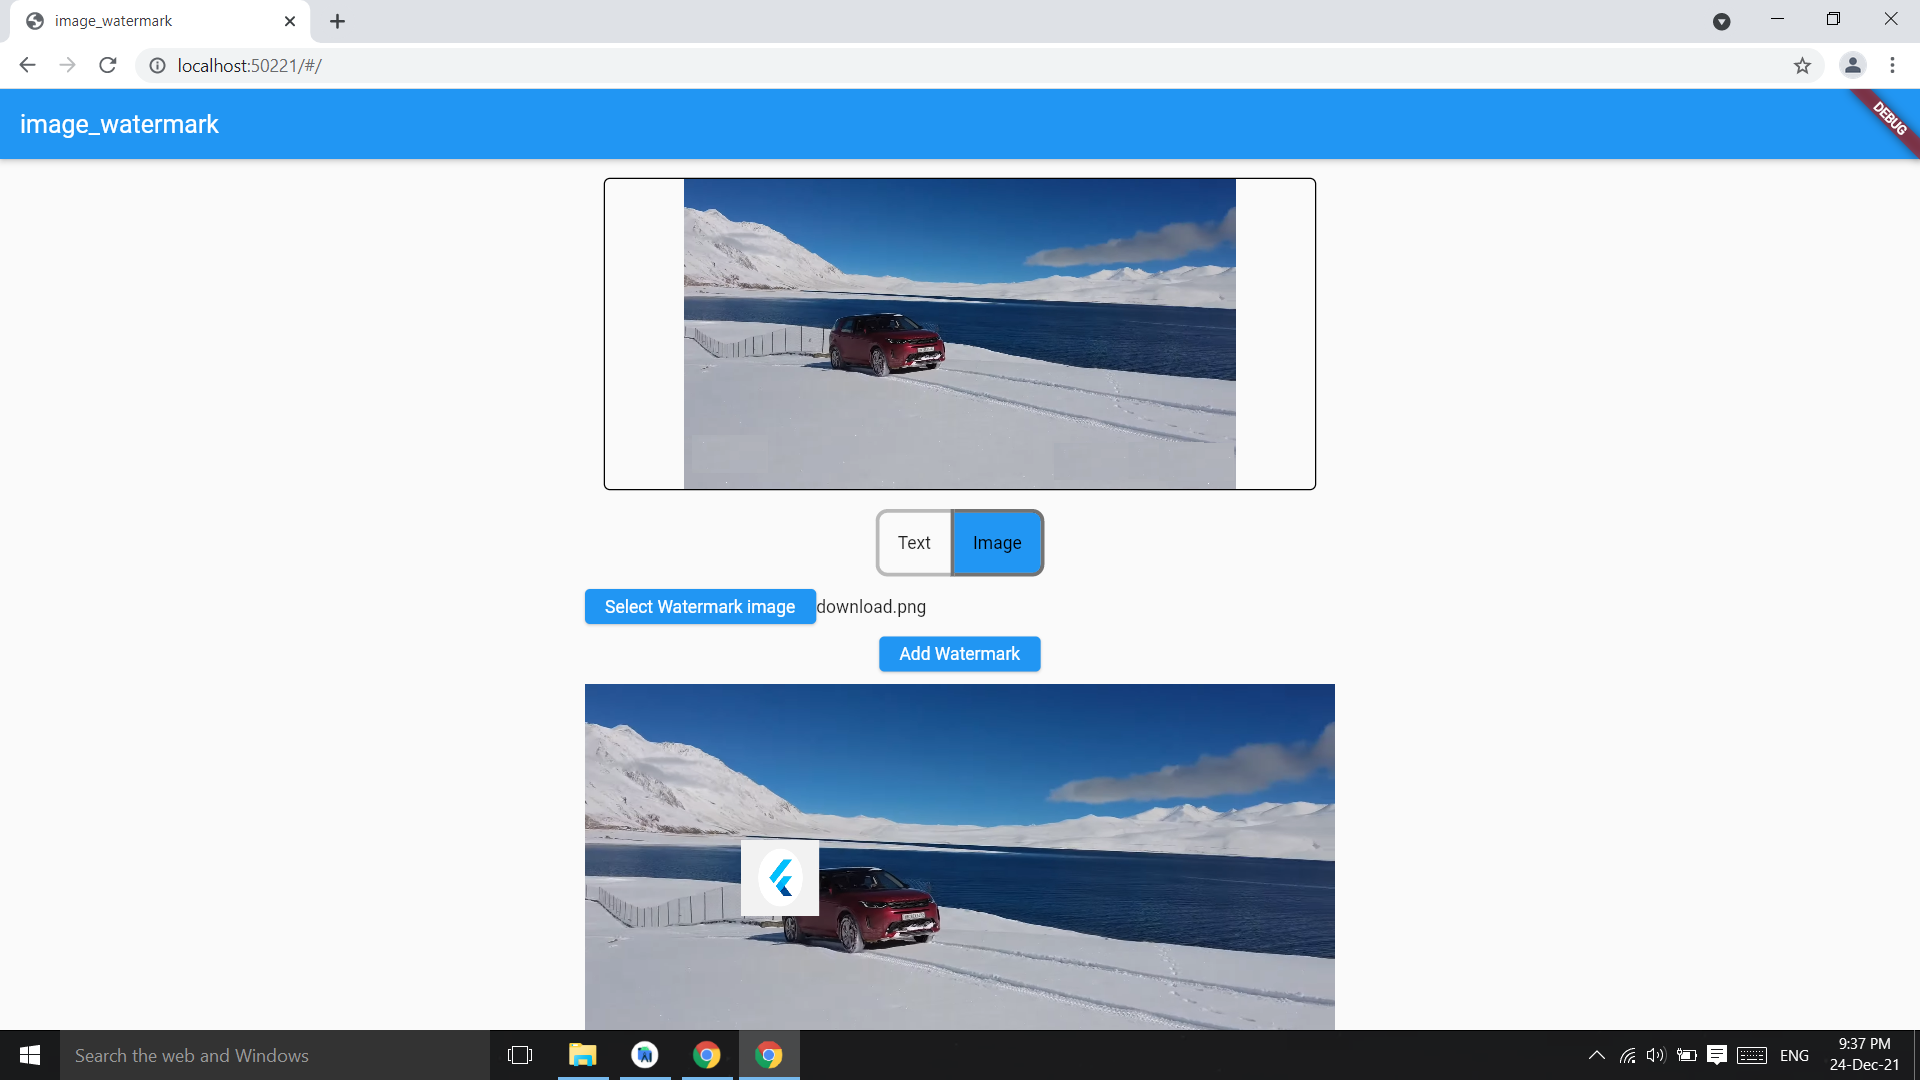 image_watermark
localhost:50221/#/
image_watermark
DEBUG
Text
Image
Select Watermark image
download.png
Add Watermark
Search the web and Windows
ENG
9:37 PM
24-Dec-21